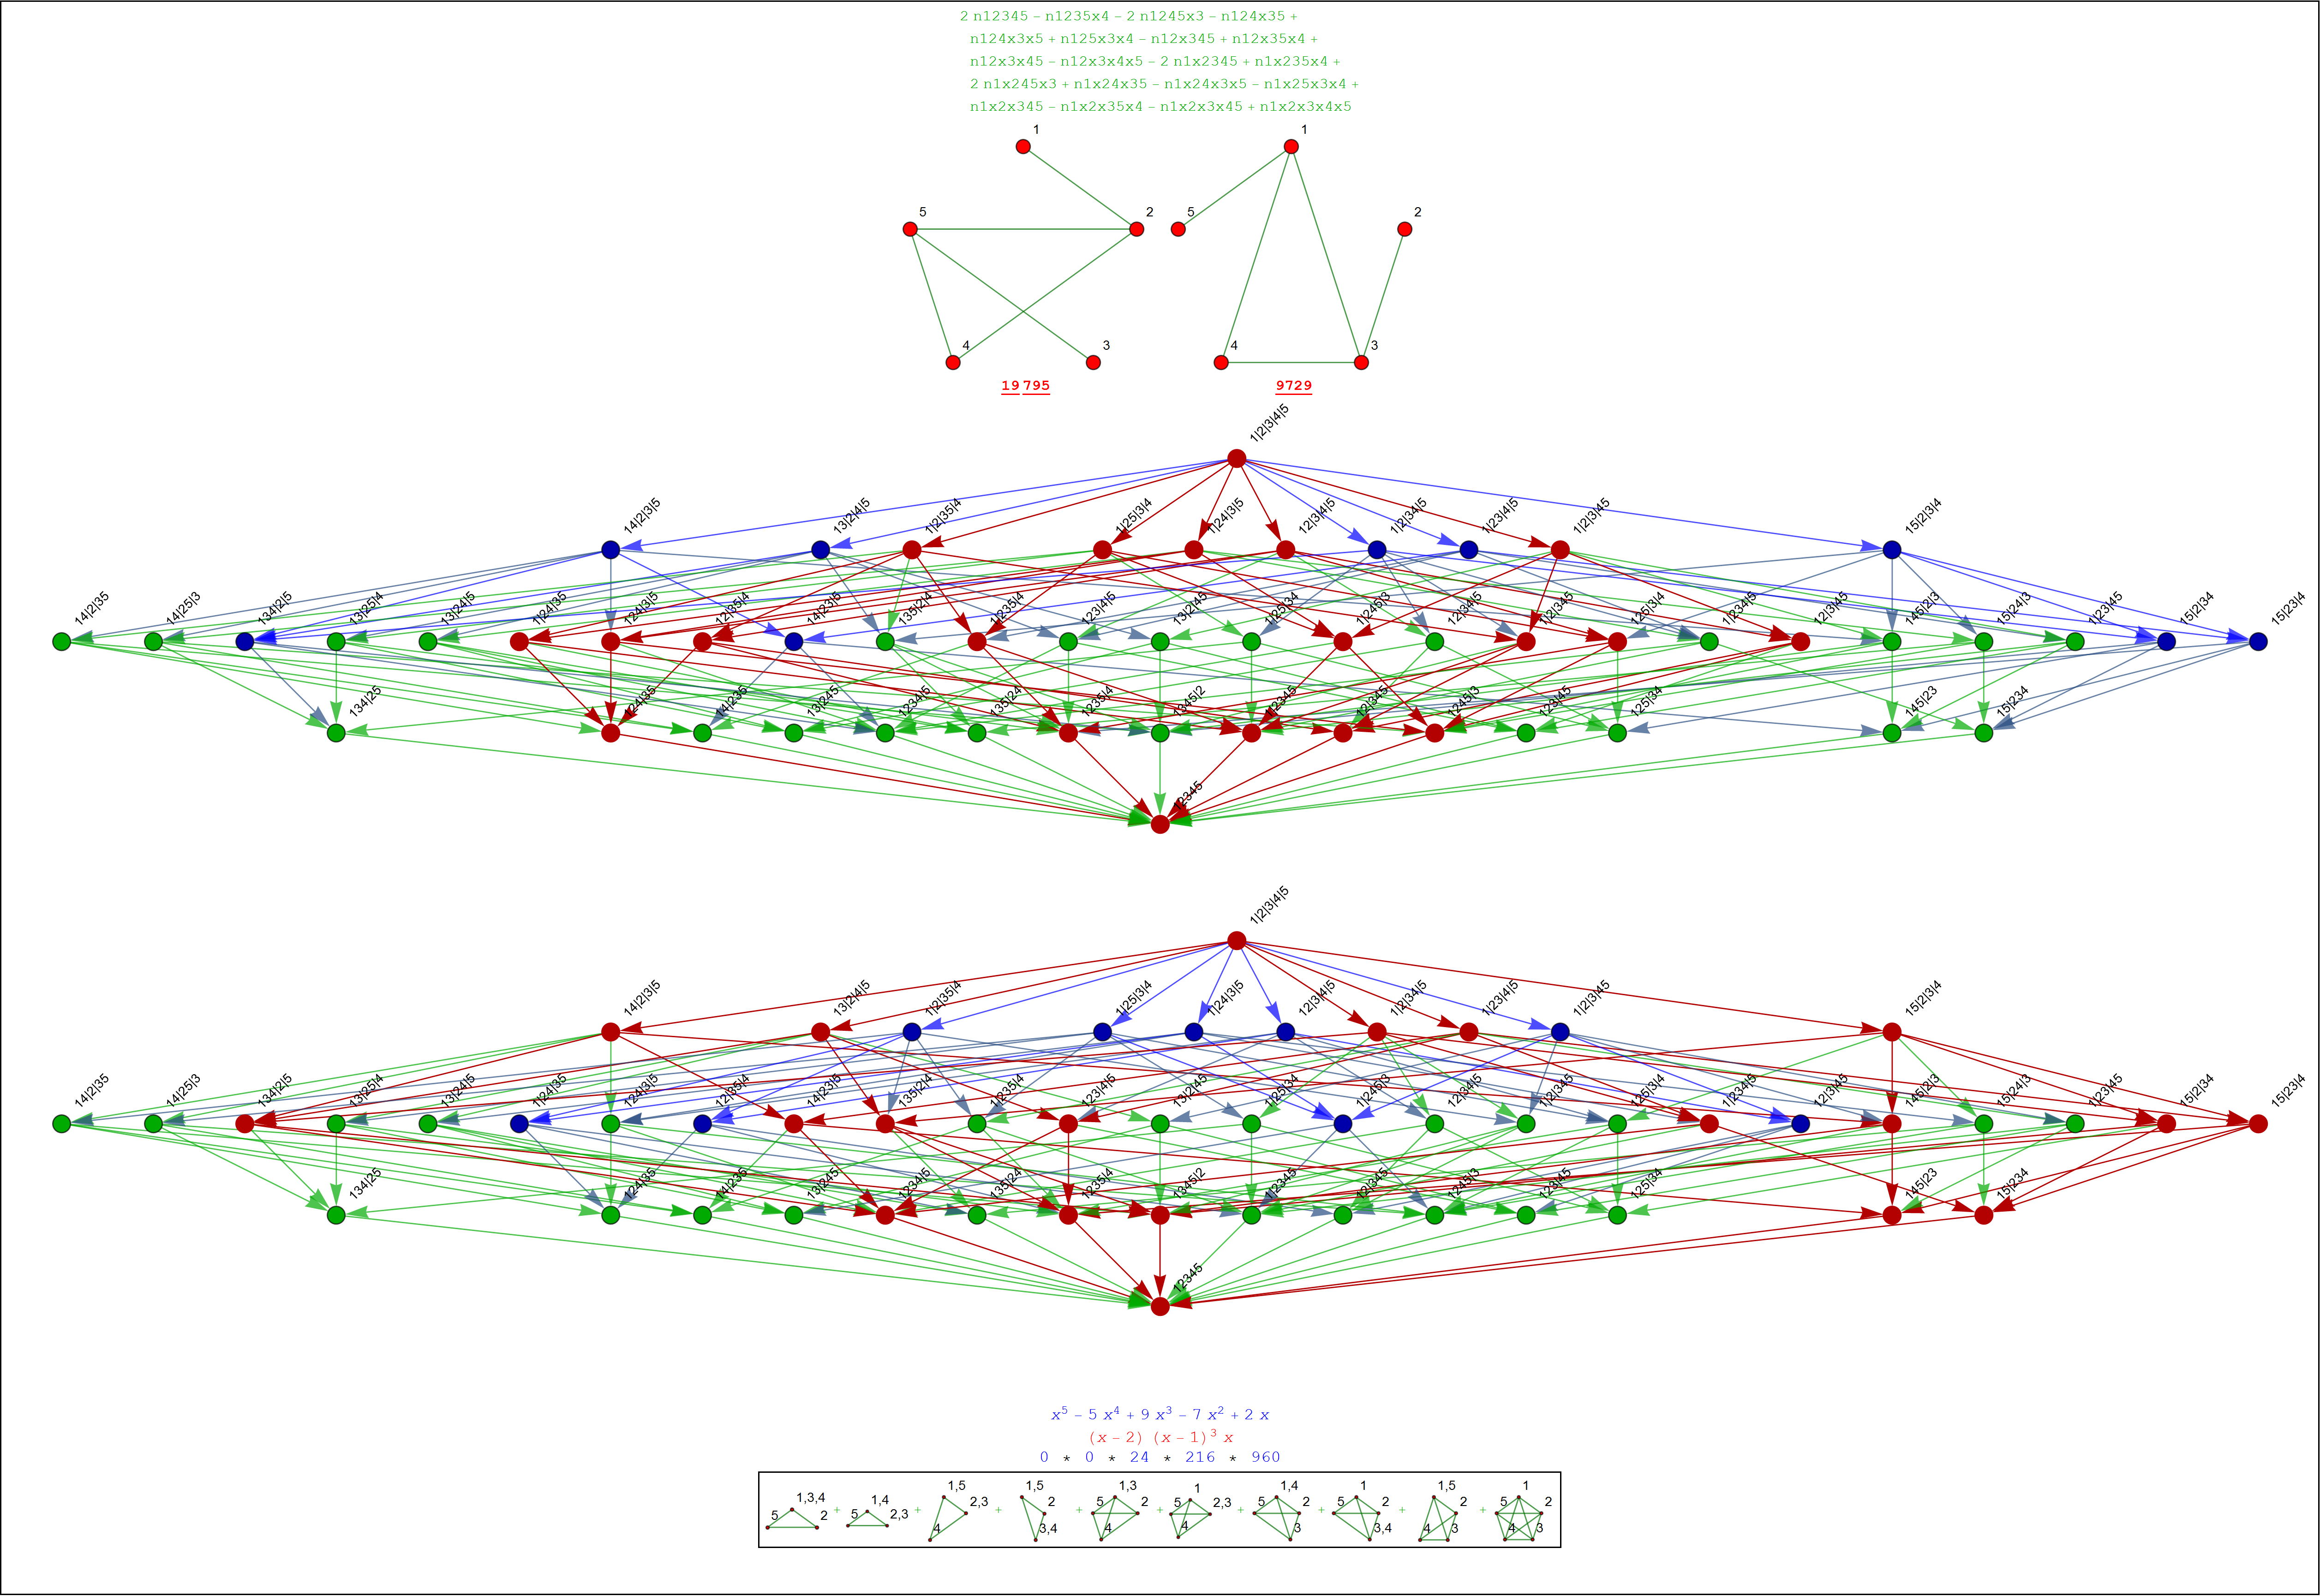 2 n12345 − n1235x4 − 2 n1245x3 − n124x35 +
n124x3x5 + n125x3x4 − n12x345 + n12x35x4 +
n12x3x45 − n12x3x4x5 − 2 n1x2345 + n1x235x4 +
2 n1x245x3 + n1x24x35 − n1x24x3x5 − n1x25x3x4 +
n1x2x345 − n1x2x35x4 − n1x2x3x45 + n1x2x3x4x5
1 1
5 2 5 2
4 3 4 3
19 795 9729
1|2|3|4|5
14|2|3|5 13|2|4|5 1|2|35|4 1|25|3|4 1|24|3|5 12|3|4|5 1|2|34|5 1|23|4|5 1|2|3|45 15|2|3|4
14|2|35 14|25|3 134|2|5 13|25|4 13|24|5 1|24|35 124|3|5 12|35|4 14|23|5 135|2|4 1|235|4 123|4|5 13|2|45 1|25|34 1|245|3 12|34|5 1|2|345 125|3|4 1|234|5 12|3|45 145|2|3 15|24|3 1|23|45 15|2|34 15|23|4
134|25 124|35 14|235 13|245 1234|5 135|24 1235|4 1345|2 1|2345 12|345 1245|3 123|45 125|34 145|23 15|234
12345
1|2|3|4|5
14|2|3|5 13|2|4|5 1|2|35|4 1|25|3|4 1|24|3|5 12|3|4|5 1|2|34|5 1|23|4|5 1|2|3|45 15|2|3|4
14|2|35 14|25|3 134|2|5 13|25|4 13|24|5 1|24|35 124|3|5 12|35|4 14|23|5 135|2|4 1|235|4 123|4|5 13|2|45 1|25|34 1|245|3 12|34|5 1|2|345 125|3|4 1|234|5 12|3|45 145|2|3 15|24|3 1|23|45 15|2|34 15|23|4
134|25 124|35 14|235 13|245 1234|5 135|24 1235|4 1345|2 1|2345 12|345 1245|3 123|45 125|34 145|23 15|234
12345
x⁵ − 5 x⁴ + 9 x³ − 7 x² + 2 x
(x − 2) (x − 1)³ x
0 * 0 * 24 * 216 * 960
1,3,4 5 2 + 1,4 5 2,3 + 1,5 2,3 4 + 1,5 2 3,4 + 1,3 5 2 4 + 1 5 2,3 4 + 1,4 5 2 3 + 1 5 2 3,4 + 1,5 2 4 3 + 1 5 2 4 3